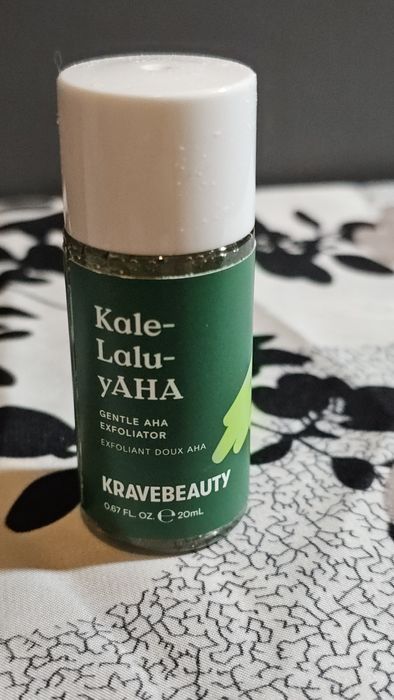 Kale-
Lalu-
yAHA
GENTLE AHA
EXFOLIATOR
EXFOLIANT DOUX AHA
KRAVEBEAUTY
0.67 FL. OZ. ℮ 20mL